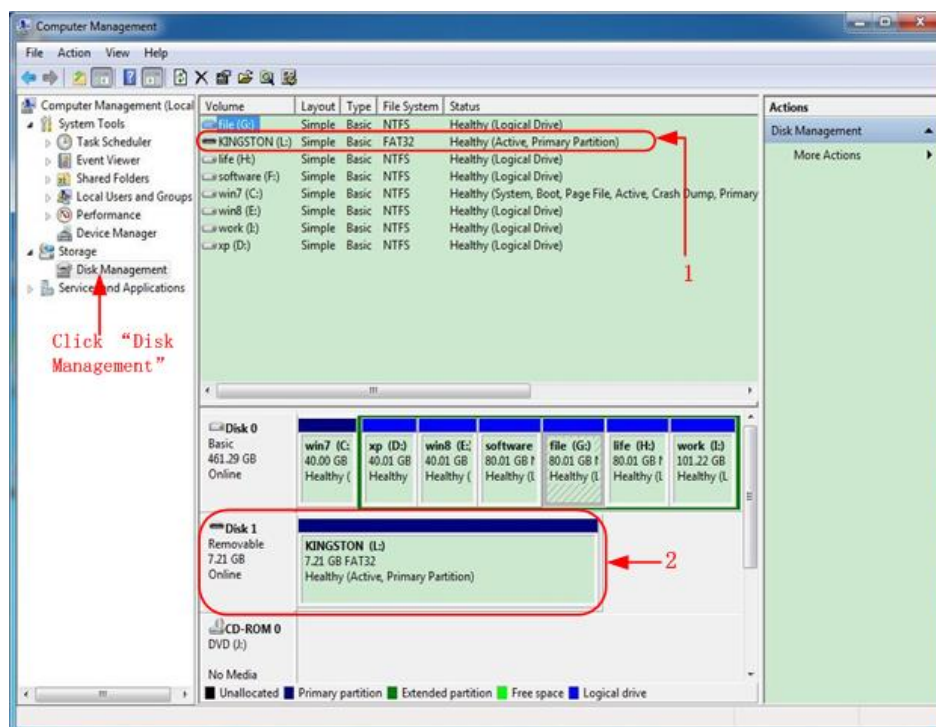 Computer Management
File Action View Help
Computer Management (Local
System Tools
Task Scheduler
Event Viewer
Shared Folders
Local Users and Groups
Performance
Device Manager
Storage
Disk Management
Services and Applications
Click “Disk
Management”
Volume Layout Type File System Status
file (G:) Simple Basic NTFS Healthy (Logical Drive)
KINGSTON (L:) Simple Basic FAT32 Healthy (Active, Primary Partition)
life (H:) Simple Basic NTFS Healthy (Logical Drive)
software (F:) Simple Basic NTFS Healthy (Logical Drive)
win7 (C:) Simple Basic NTFS Healthy (System, Boot, Page File, Active, Crash Dump, Primary
win8 (E:) Simple Basic NTFS Healthy (Logical Drive)
work (I:) Simple Basic NTFS Healthy (Logical Drive)
xp (D:) Simple Basic NTFS Healthy (Logical Drive)
1
Actions
Disk Management
More Actions
Disk 0
Basic
461.29 GB
Online
win7 (C: xp (D:) win8 (E: software file (G:) life (H:) work (I:)
40.00 GB 40.01 GB 40.01 GB 80.01 GB 80.01 GB 80.01 GB 101.22 GB
Healthy ( Healthy Healthy ( Healthy (L Healthy (L Healthy (L Healthy (L
Disk 1
Removable
7.21 GB
Online
KINGSTON (L:)
7.21 GB FAT32
Healthy (Active, Primary Partition)
2
CD-ROM 0
DVD (J:)
No Media
Unallocated Primary partition Extended partition Free space Logical drive